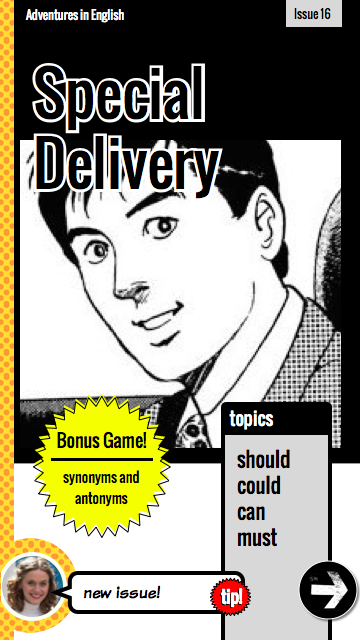 Adventures in English
Issue 16
Special
Delivery
Bonus Game!
synonyms and
antonyms
topics
should
could
can
must
new issue!
tip!